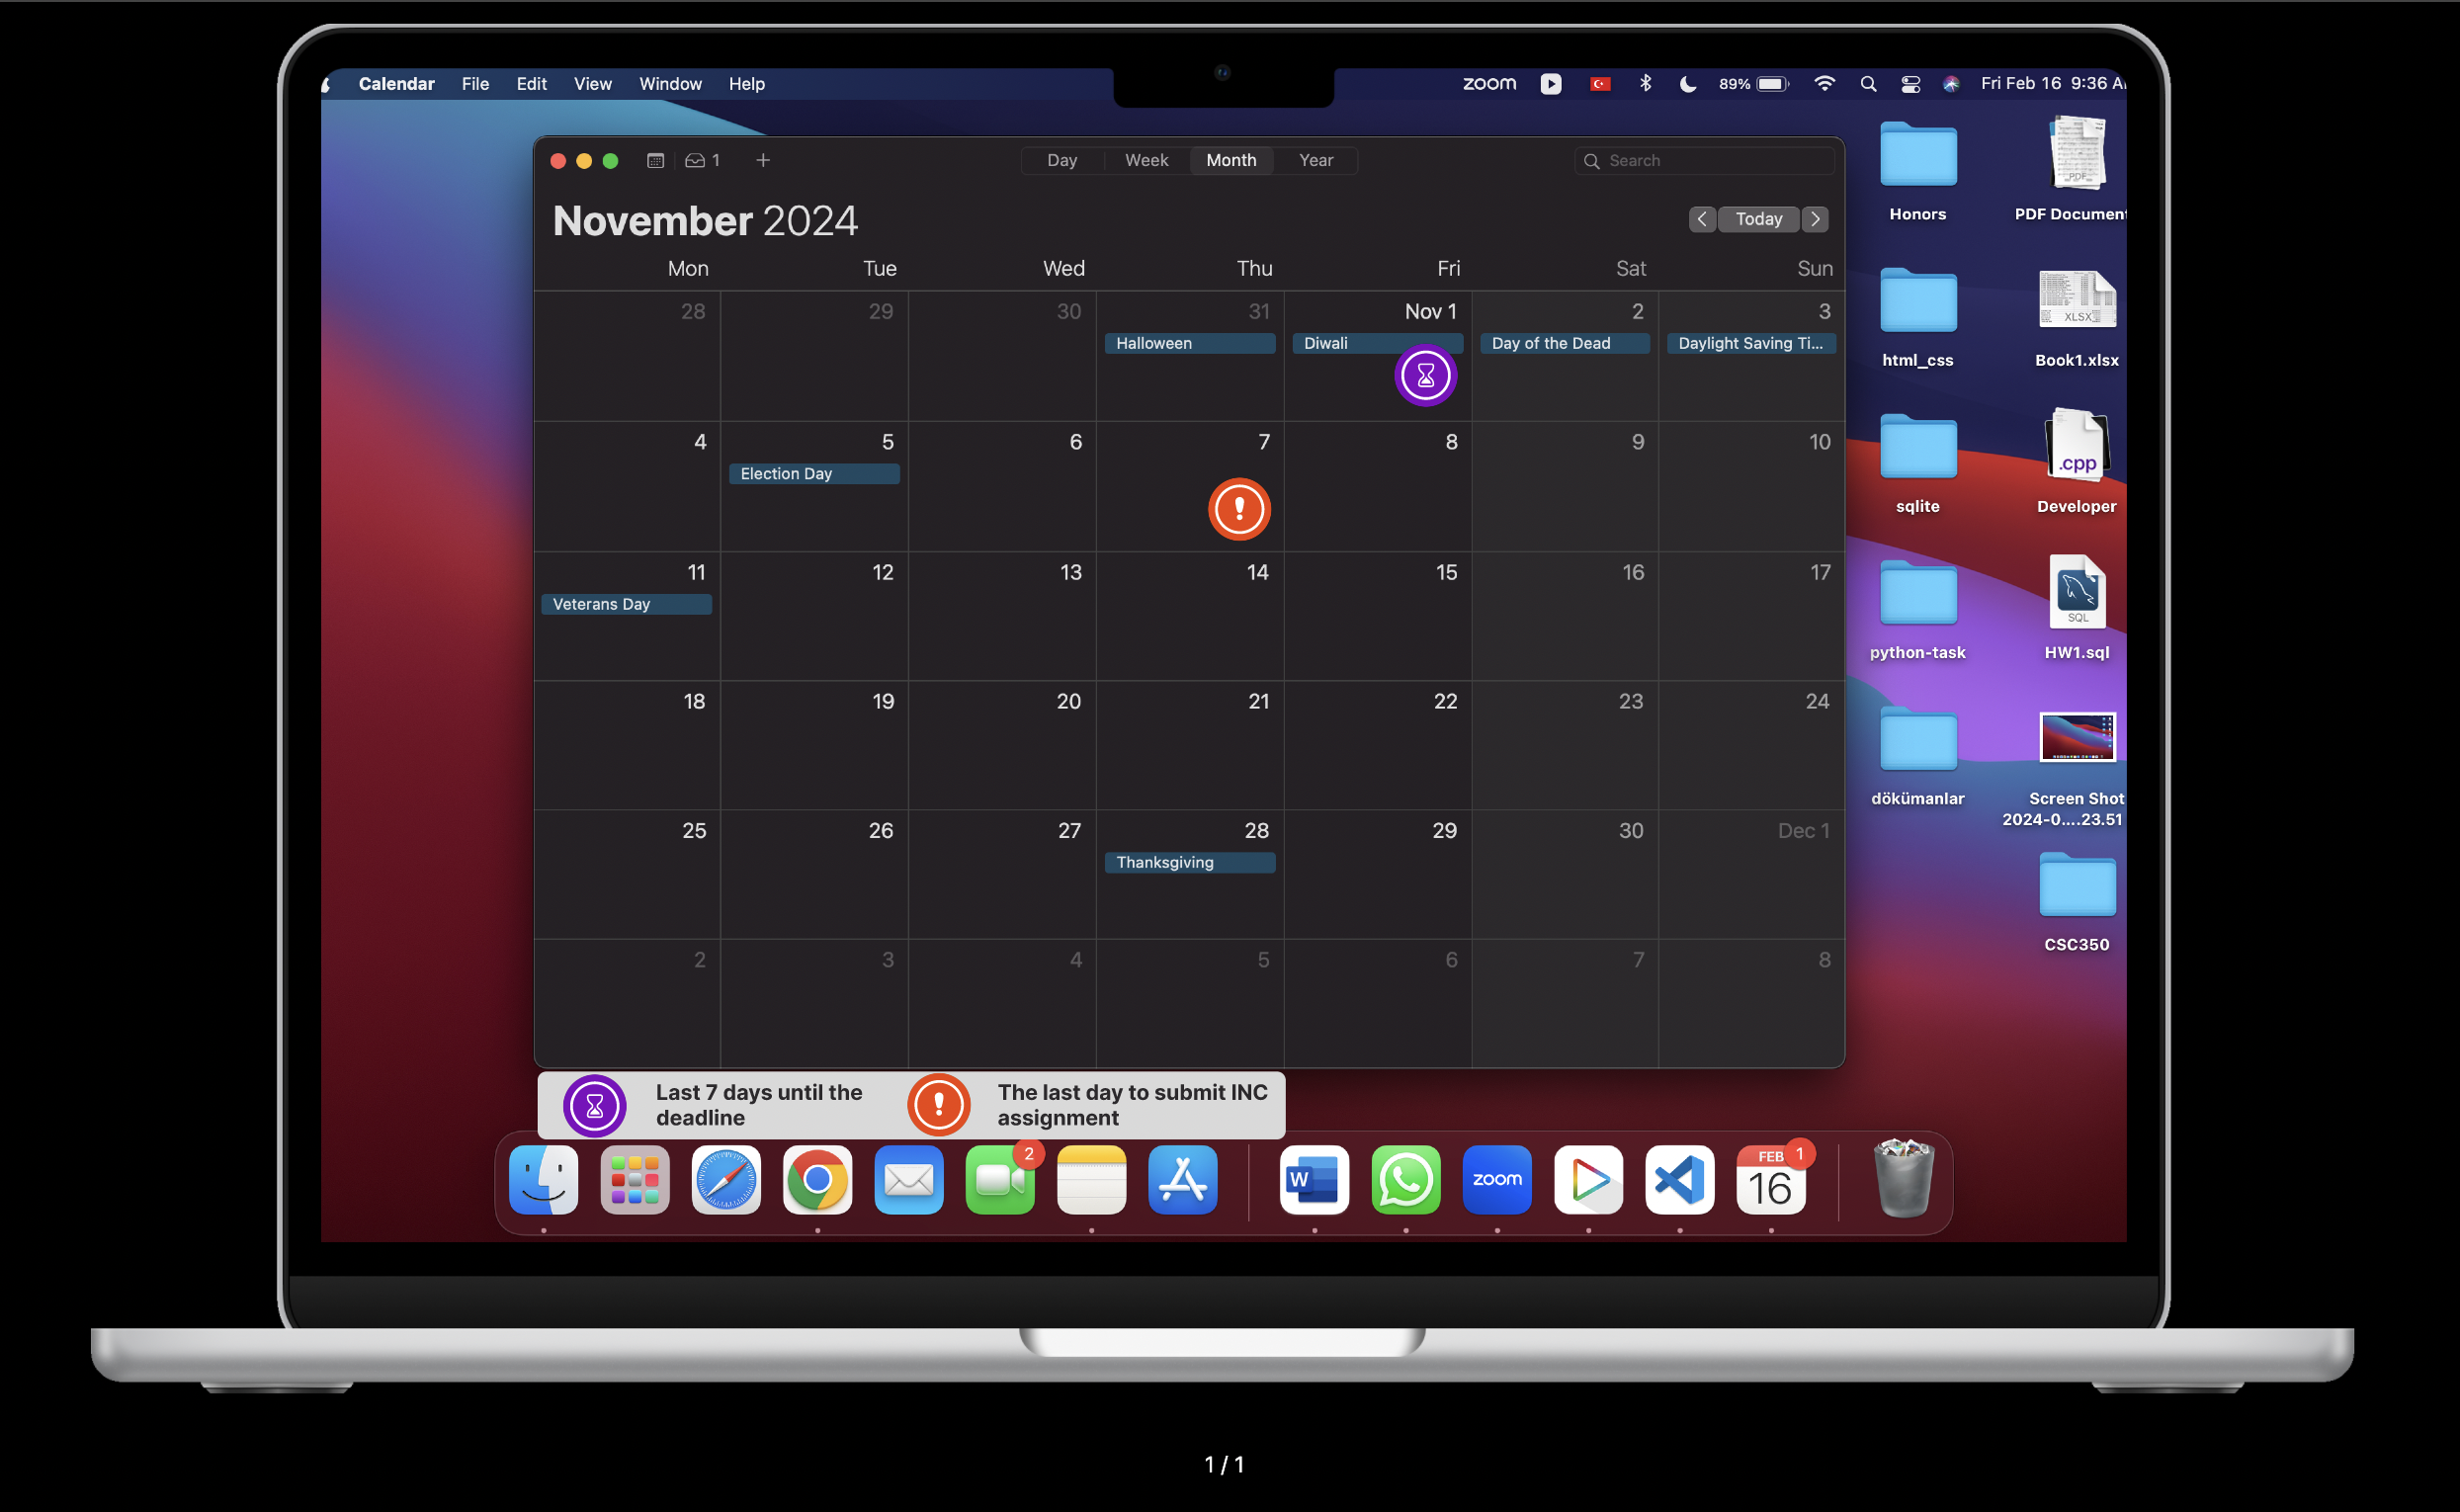 Calendar File Edit View Window Help
zoom 89% Fri Feb 16 9:36 A
1
Day Week Month Year
Search
November 2024
Today
Mon Tue Wed Thu Fri Sat Sun
28 29 30 31 Nov 1 2 3
Halloween Diwali Day of the Dead Daylight Saving Ti...
4 5 6 7 8 9 10
Election Day
11 12 13 14 15 16 17
Veterans Day
18 19 20 21 22 23 24
25 26 27 28 29 30 Dec 1
Thanksgiving
2 3 4 5 6 7 8
Honors
PDF
PDF Document
html_css
XLSX
Book1.xlsx
sqlite
.cpp
Developer
python-task
SQL
HW1.sql
dökümanlar
Screen Shot
2024-0....23.51
CSC350
Last 7 days until the
deadline
The last day to submit INC
assignment
2
W
zoom
FEB 1
16
1 / 1